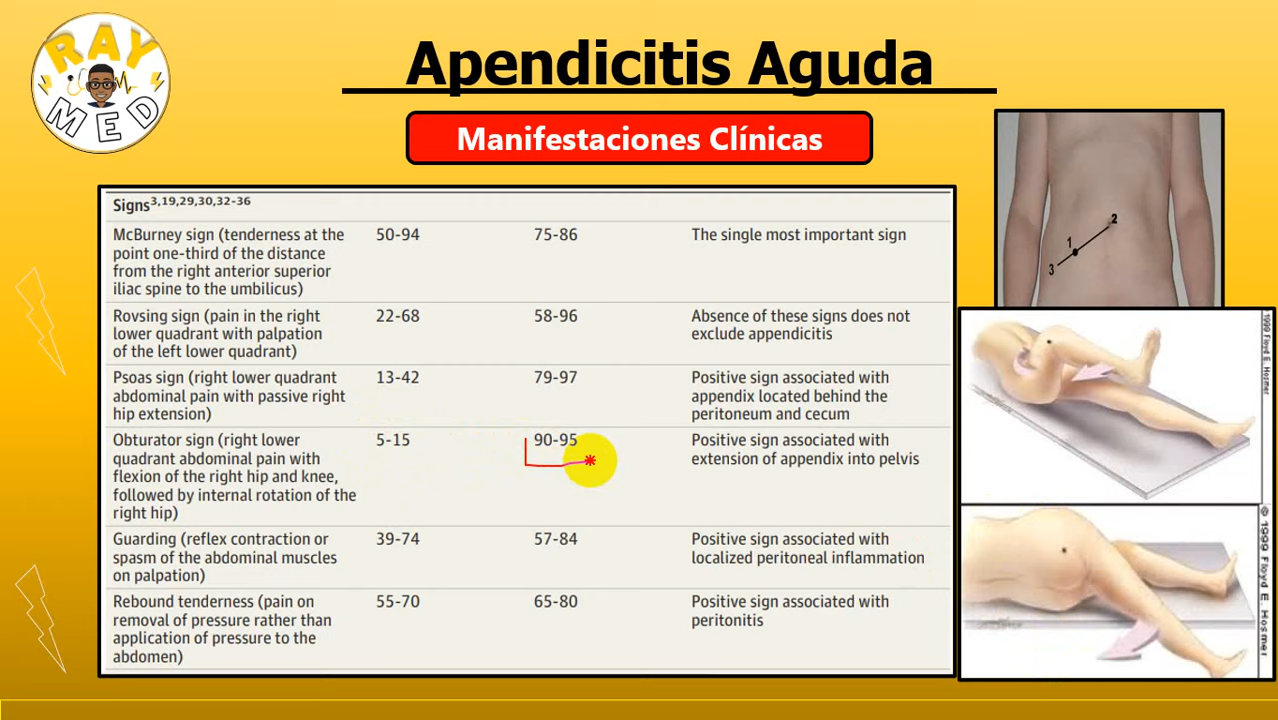 RAY
MED
Apendicitis Aguda
Manifestaciones Clínicas
Signs3,19,29,30,32-36
McBurney sign (tenderness at the
point one-third of the distance
from the right anterior superior
iliac spine to the umbilicus)
50-94
75-86
The single most important sign
Rovsing sign (pain in the right
lower quadrant with palpation
of the left lower quadrant)
22-68
58-96
Absence of these signs does not
exclude appendicitis
Psoas sign (right lower quadrant
abdominal pain with passive right
hip extension)
13-42
79-97
Positive sign associated with
appendix located behind the
peritoneum and cecum
Obturator sign (right lower
quadrant abdominal pain with
flexion of the right hip and knee,
followed by internal rotation of the
right hip)
5-15
90-95
Positive sign associated with
extension of appendix into pelvis
Guarding (reflex contraction or
spasm of the abdominal muscles
on palpation)
39-74
57-84
Positive sign associated with
localized peritoneal inflammation
Rebound tenderness (pain on
removal of pressure rather than
application of pressure to the
abdomen)
55-70
65-80
Positive sign associated with
peritonitis
2
1
3
1999 Floyd E. Hosmer
© 1999 Floyd E. Hosmer